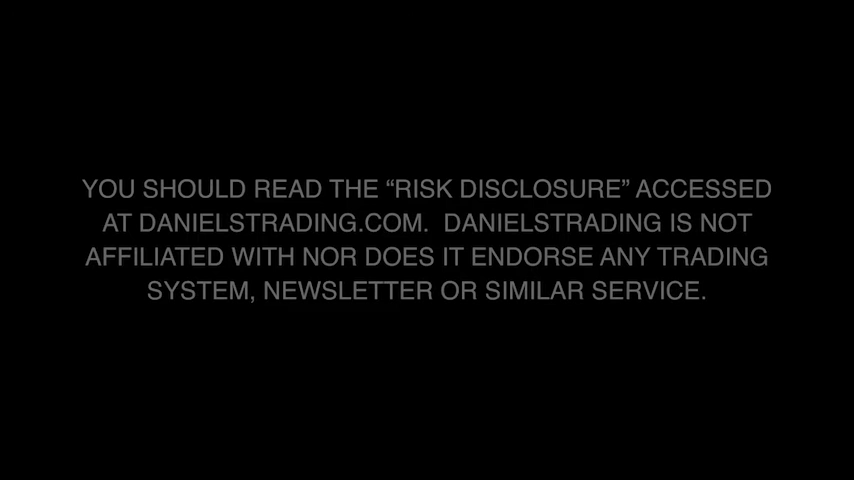 YOU SHOULD READ THE “RISK DISCLOSURE” ACCESSED
AT DANIELSTRADING.COM.  DANIELSTRADING IS NOT
AFFILIATED WITH NOR DOES IT ENDORSE ANY TRADING
SYSTEM, NEWSLETTER OR SIMILAR SERVICE.